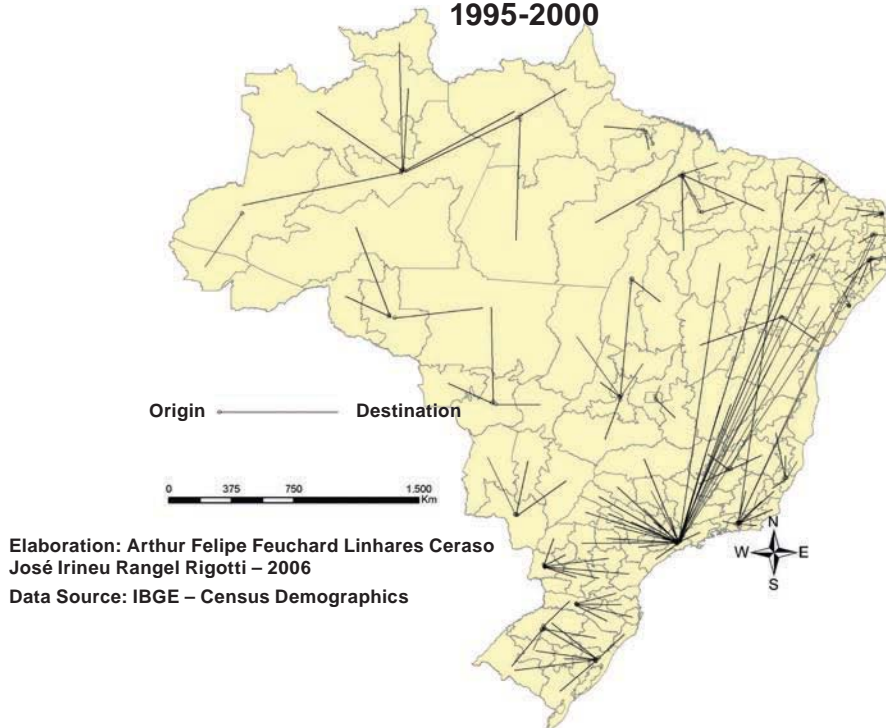 1995-2000
Origin Destination
0 375 750 1.500
Km
N
W E
S
Elaboration: Arthur Felipe Feuchard Linhares Ceraso
José Irineu Rangel Rigotti – 2006
Data Source: IBGE – Census Demographics